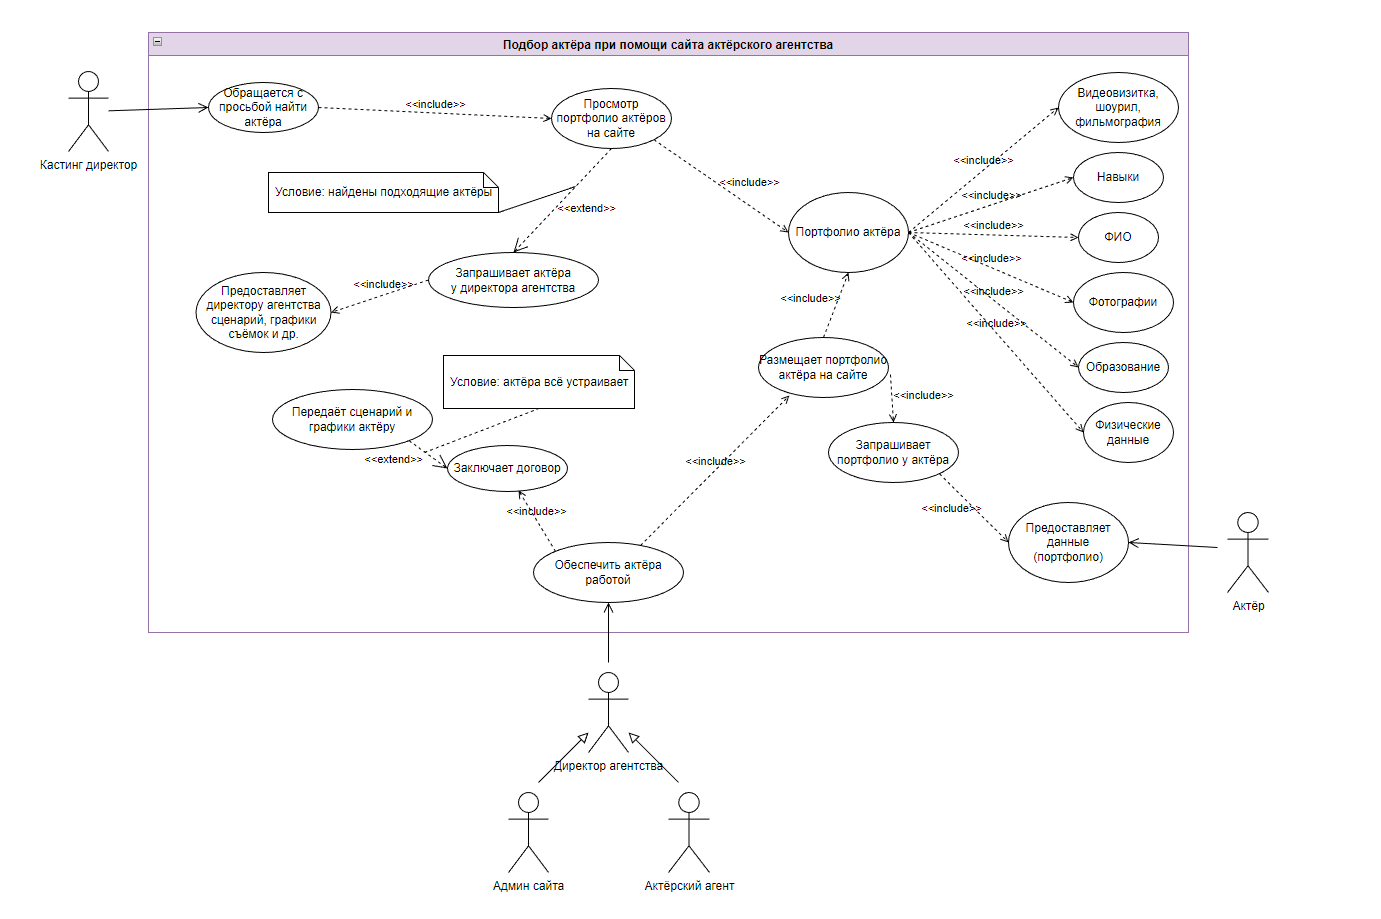 Подбор актёра при помощи сайта актёрского агентства
Кастинг директор
Обращается с
просьбой найти
актёра
<<include>>
Просмотр
портфолио актёров
на сайте
Видеовизитка,
шоурил,
фильмография
<<include>>
Навыки
<<include>>
<<include>>
Условие: найдены подходящие актёры
<<extend>>
<<include>>
ФИО
Портфолио актёра
<<include>>
Запрашивает актёра
у директора агентства
<<include>>
Предоставляет
директору агентства
сценарий, графики
съёмок и др.
<<include>>
<<include>>
Фотографии
<<include>>
Размещает портфолио
актёра на сайте
Образование
Условие: актёра всё устраивает
<<include>>
Передаёт сценарий и
графики актёру
Физические
данные
<<extend>>
Заключает договор
<<include>>
Запрашивает
портфолио у актёра
<<include>>
<<include>>
Предоставляет
данные
(портфолио)
Обеспечить актёра
работой
Актёр
Директор агентства
Админ сайта
Актёрский агент